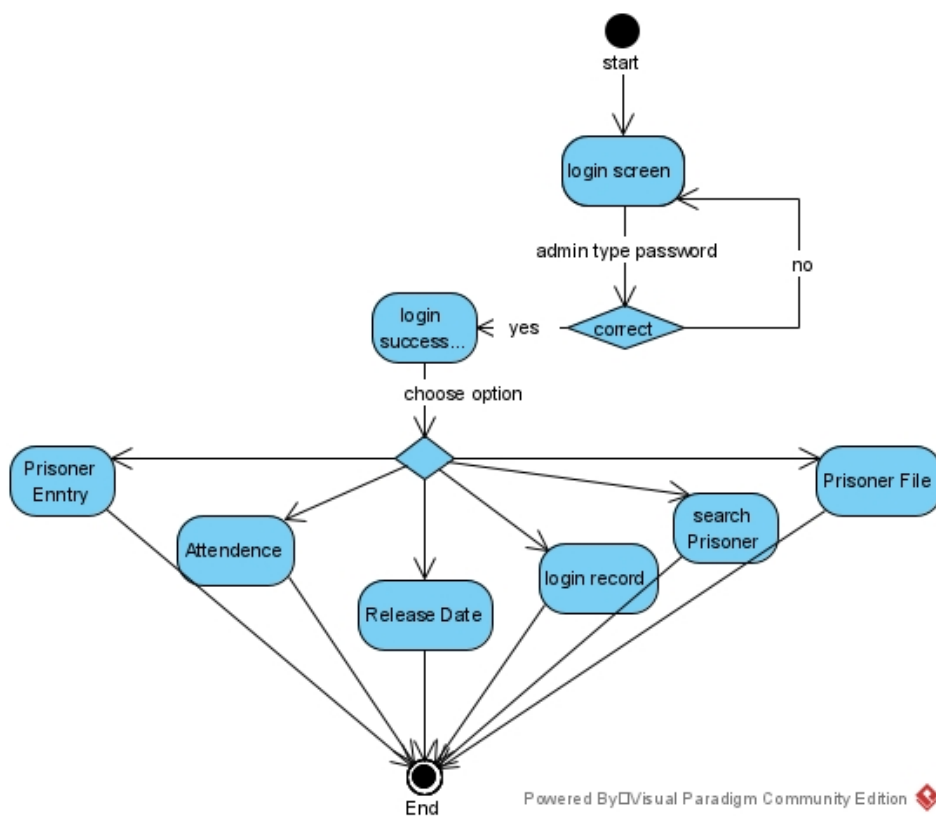 start
login screen
admin type password
no
login
success...
yes
correct
choose option
Prisoner
Enntry
Prisoner File
search
Prisoner
Attendence
login record
Release Date
End
Powered By□Visual Paradigm Community Edition